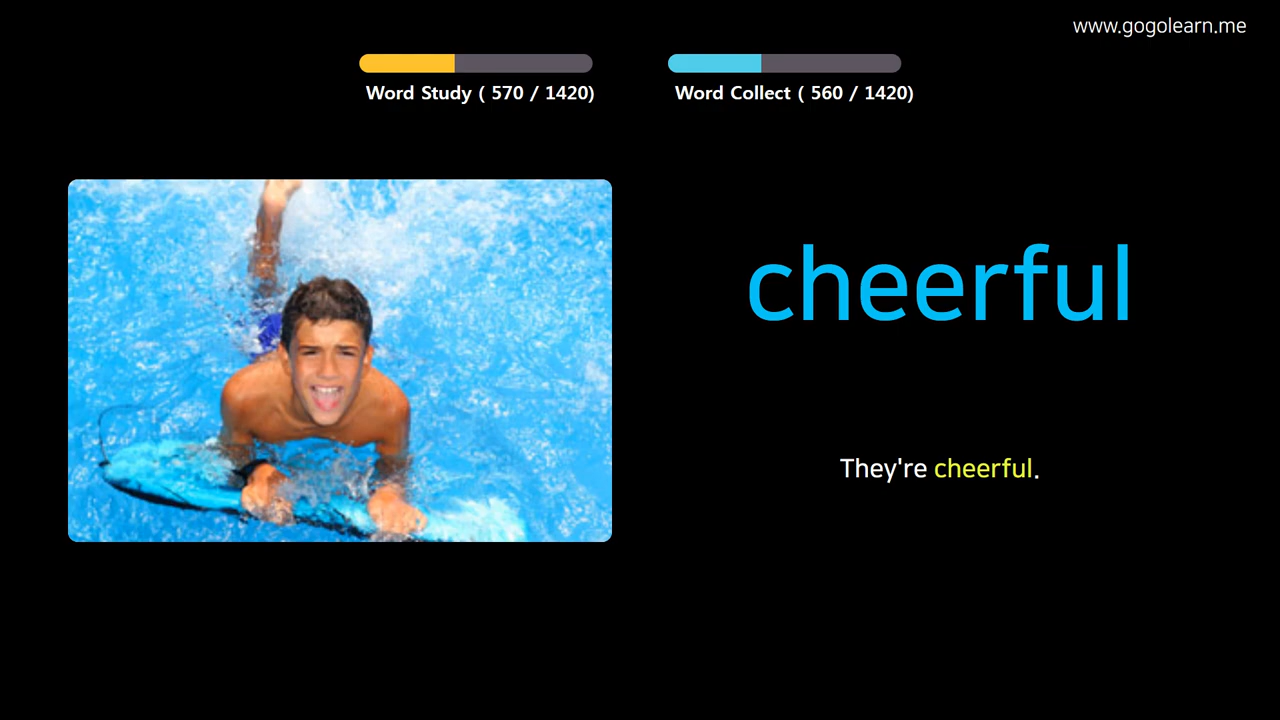 www.gogolearn.me
Word Study ( 570 / 1420)
Word Collect ( 560 / 1420)
cheerful
They're cheerful.